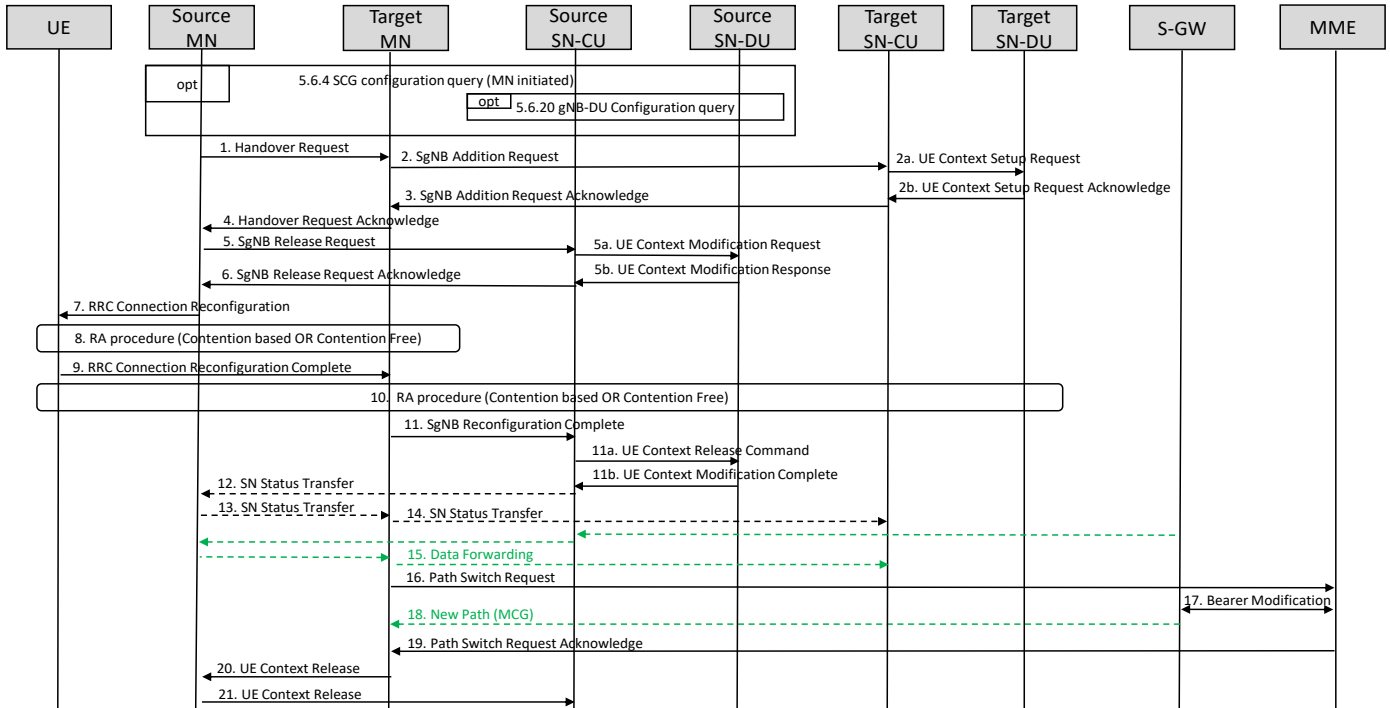 UE
Source
MN
Target
MN
Source
SN-CU
Source
SN-DU
Target
SN-CU
Target
SN-DU
S-GW
MME
opt
5.6.4 SCG configuration query (MN initiated)
opt
5.6.20 gNB-DU Configuration query
1. Handover Request
2. SgNB Addition Request
2a. UE Context Setup Request
2b. UE Context Setup Request Acknowledge
3. SgNB Addition Request Acknowledge
4. Handover Request Acknowledge
5. SgNB Release Request
5a. UE Context Modification Request
5b. UE Context Modification Response
6. SgNB Release Request Acknowledge
7. RRC Connection Reconfiguration
8. RA procedure (Contention based OR Contention Free)
9. RRC Connection Reconfiguration Complete
10. RA procedure (Contention based OR Contention Free)
11. SgNB Reconfiguration Complete
11a. UE Context Release Command
11b. UE Context Modification Complete
12. SN Status Transfer
13. SN Status Transfer
14. SN Status Transfer
15. Data Forwarding
16. Path Switch Request
17. Bearer Modification
18. New Path (MCG)
19. Path Switch Request Acknowledge
20. UE Context Release
21. UE Context Release